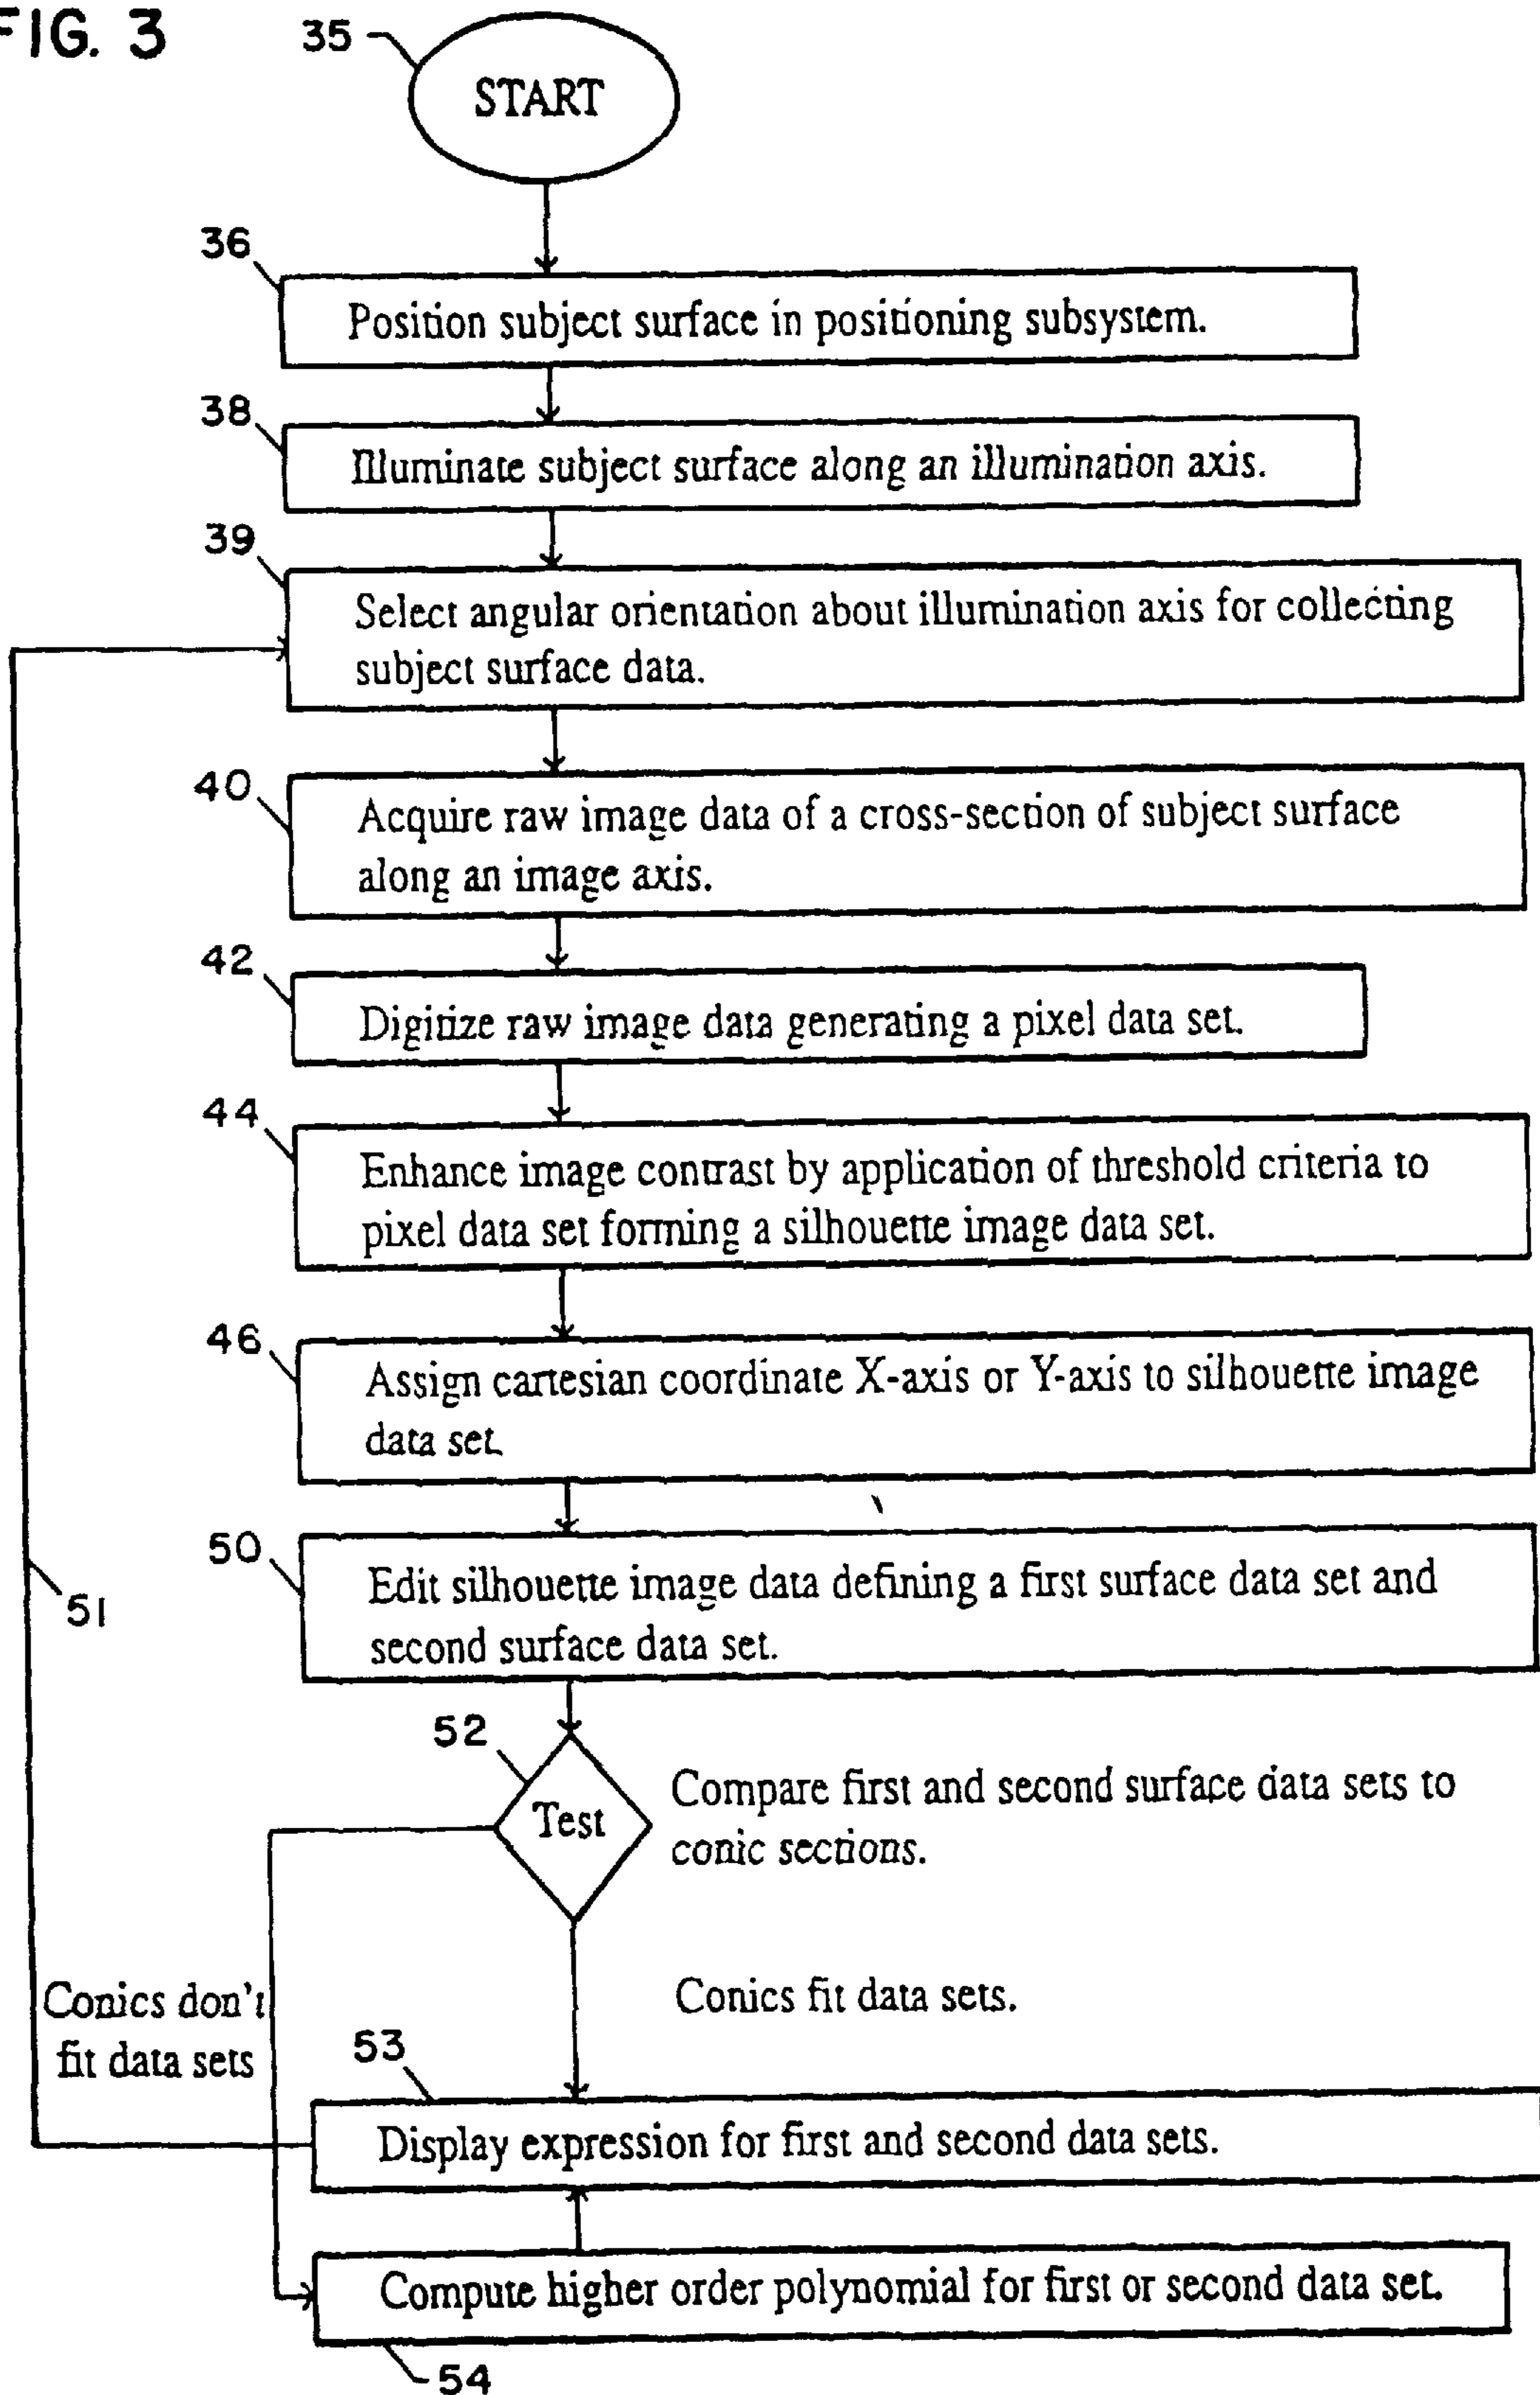 FIG. 3
35
START
36
Position subject surface in positioning subsystem.
38
Illuminate subject surface along an illumination axis.
39
Select angular orientation about illumination axis for collecting
subject surface data.
40
Acquire raw image data of a cross-section of subject surface
along an image axis.
42
Digitize raw image data generating a pixel data set.
44
Enhance image contrast by application of threshold criteria to
pixel data set forming a silhouette image data set.
46
Assign cartesian coordinate X-axis or Y-axis to silhouette image
data set.
50
Edit silhouette image data defining a first surface data set and
second surface data set.
51
52
Test
Compare first and second surface data sets to
conic sections.
Conics don't
fit data sets
Conics fit data sets.
53
Display expression for first and second data sets.
Compute higher order polynomial for first or second data set.
54